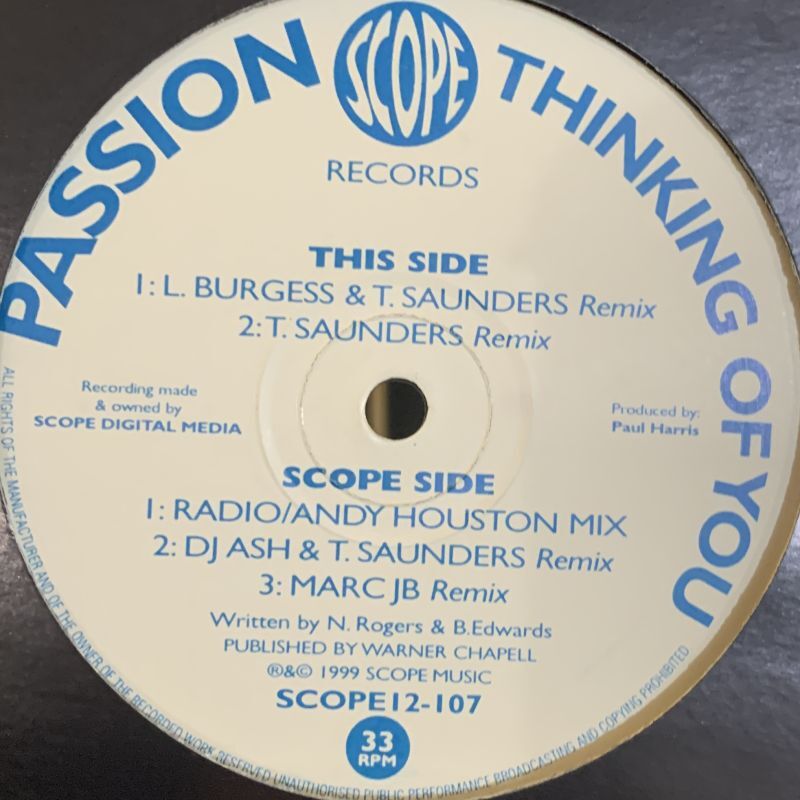 PASSION
SCOPE
RECORDS
THINKING OF YOU
THIS SIDE
1: L. BURGESS & T. SAUNDERS Remix
2: T. SAUNDERS Remix
Recording made
& owned by
SCOPE DIGITAL MEDIA
Produced by:
Paul Harris
SCOPE SIDE
1: RADIO/ANDY HOUSTON MIX
2: DJ ASH & T. SAUNDERS Remix
3: MARC JB Remix
Written by N. Rogers & B.Edwards
PUBLISHED BY WARNER CHAPELL
®&© 1999 SCOPE MUSIC
SCOPE12-107
33
RPM
ALL RIGHTS OF THE MANUFACTURER AND OF THE OWNER OF THE RECORDED WORK RESERVED UNAUTHORISED PUBLIC PERFORMANCE BROADCASTING AND COPYING PROHIBITED